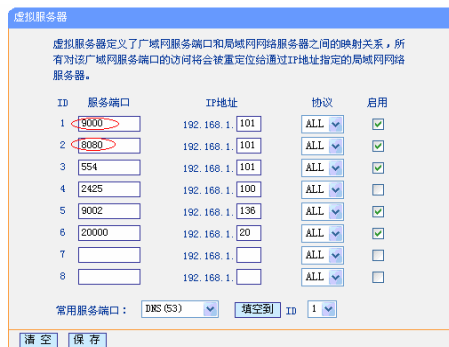 虚拟服务器
虚拟服务器定义了广域网服务端口和局域网网络服务器之间的映射关系，所
有对该广域网服务端口的访问将会被重定位给通过IP地址指定的局域网网络
服务器。
ID 服务端口 IP地址 协议 启用
1 9000 192.168.1. 101 ALL
2 8080 192.168.1. 101 ALL
3 554 192.168.1. 101 ALL
4 2425 192.168.1. 100 ALL
5 9002 192.168.1. 136 ALL
6 20000 192.168.1. 20 ALL
7 192.168.1. ALL
8 192.168.1. ALL
常用服务端口： DNS(53) 填空到 ID 1
清 空 保 存